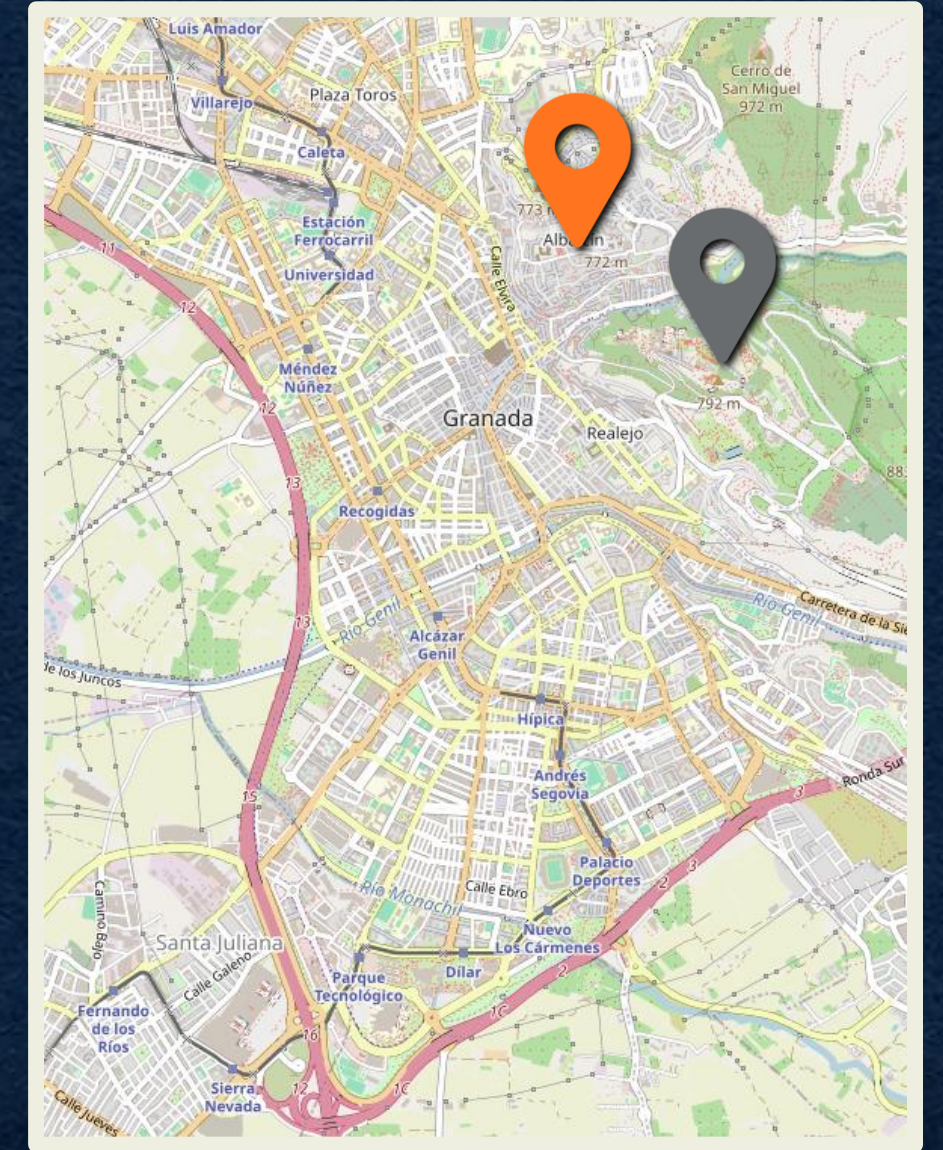 Luis Amador
Villarejo
Plaza Toros
Caleta
Cerro de
San Miguel
972 m
Estación
Ferrocarril
Universidad
773
772 m
Calle Elvira
11
12
Méndez
Núñez
12
792 m
Granada
Realejo
88
13
Recogidas
Río Genil
Río Genil
Carretera de la Sie
13
Alcázar
Genil
de los Juncos
Hípica
Andrés
Segovia
Ronda Sur
3
15
Palacio
Deportes
3
2
Calle Ebro
Río Monachil
Camino Bajo
Santa Juliana
Calle Galeno
Nuevo
Los Cármenes
Dílar
2
Parque
Tecnológico
Fernando
de los
Ríos
1C
16
Sierra
Nevada
12
1C
Calle Jueves